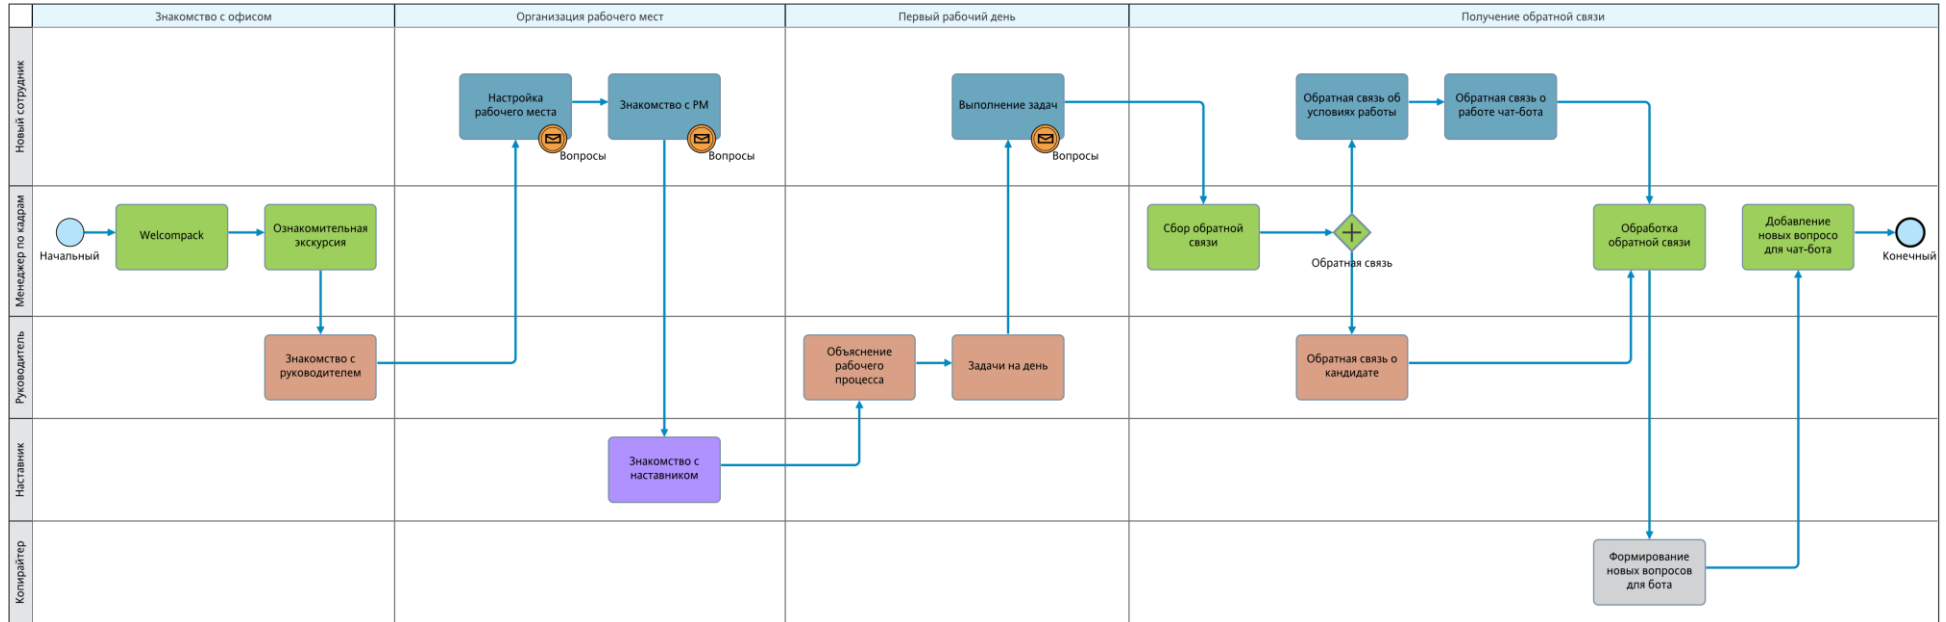 Знакомство с офисом
Организация рабочего мест
Первый рабочий день
Получение обратной связи
Новый сотрудник
Настройка
рабочего места
Вопросы
Знакомство с PM
Вопросы
Выполнение задач
Вопросы
Обратная связь об
условиях работы
Обратная связь о
работе чат-бота
Менеджер по кадрам
Начальный
Welcompack
Ознакомительная
экскурсия
Сбор обратной
связи
Обратная связь
Обработка
обратной связи
Добавление
новых вопросо
для чат-бота
Конечный
Руководитель
Знакомство с
руководителем
Объяснение
рабочего
процесса
Задачи на день
Обратная связь о
кандидате
Наставник
Знакомство с
наставником
Копирайтер
Формирование
новых вопросов
для бота